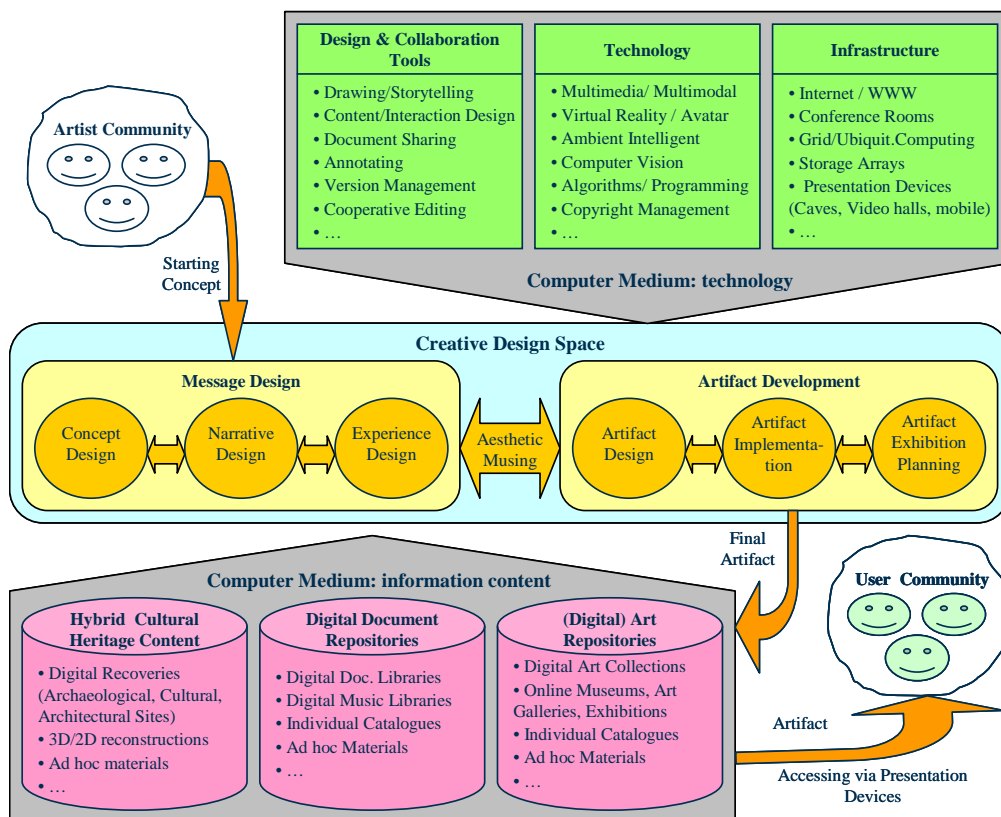 Design & Collaboration
Tools
• Drawing/Storytelling
• Content/Interaction Design
• Document Sharing
• Annotating
• Version Management
• Cooperative Editing
• …
Technology
• Multimedia/ Multimodal
• Virtual Reality / Avatar
• Ambient Intelligent
• Computer Vision
• Algorithms/ Programming
• Copyright Management
• …
Infrastructure
• Internet / WWW
• Conference Rooms
• Grid/Ubiquit.Computing
• Storage Arrays
• Presentation Devices
(Caves, Video halls, mobile)
• …
Computer Medium: technology
Artist Community
Starting
Concept
Creative Design Space
Message Design
Concept
Design
Narrative
Design
Experience
Design
Aesthetic
Musing
Artifact Development
Artifact
Design
Artifact
Implementa-
tion
Artifact
Exhibition
Planning
Final
Artifact
User Community
Computer Medium: information content
Hybrid Cultural
Heritage Content
• Digital Recoveries
(Archaeological, Cultural,
Architectural Sites)
• 3D/2D reconstructions
• Ad hoc materials
• …
Digital Document
Repositories
• Digital Doc. Libraries
• Digital Music Libraries
• Individual Catalogues
• Ad hoc Materials
• …
(Digital) Art
Repositories
• Digital Art Collections
• Online Museums, Art
Galleries, Exhibitions
• Individual Catalogues
• Ad hoc Materials
• …
Artifact
Accessing via Presentation
Devices